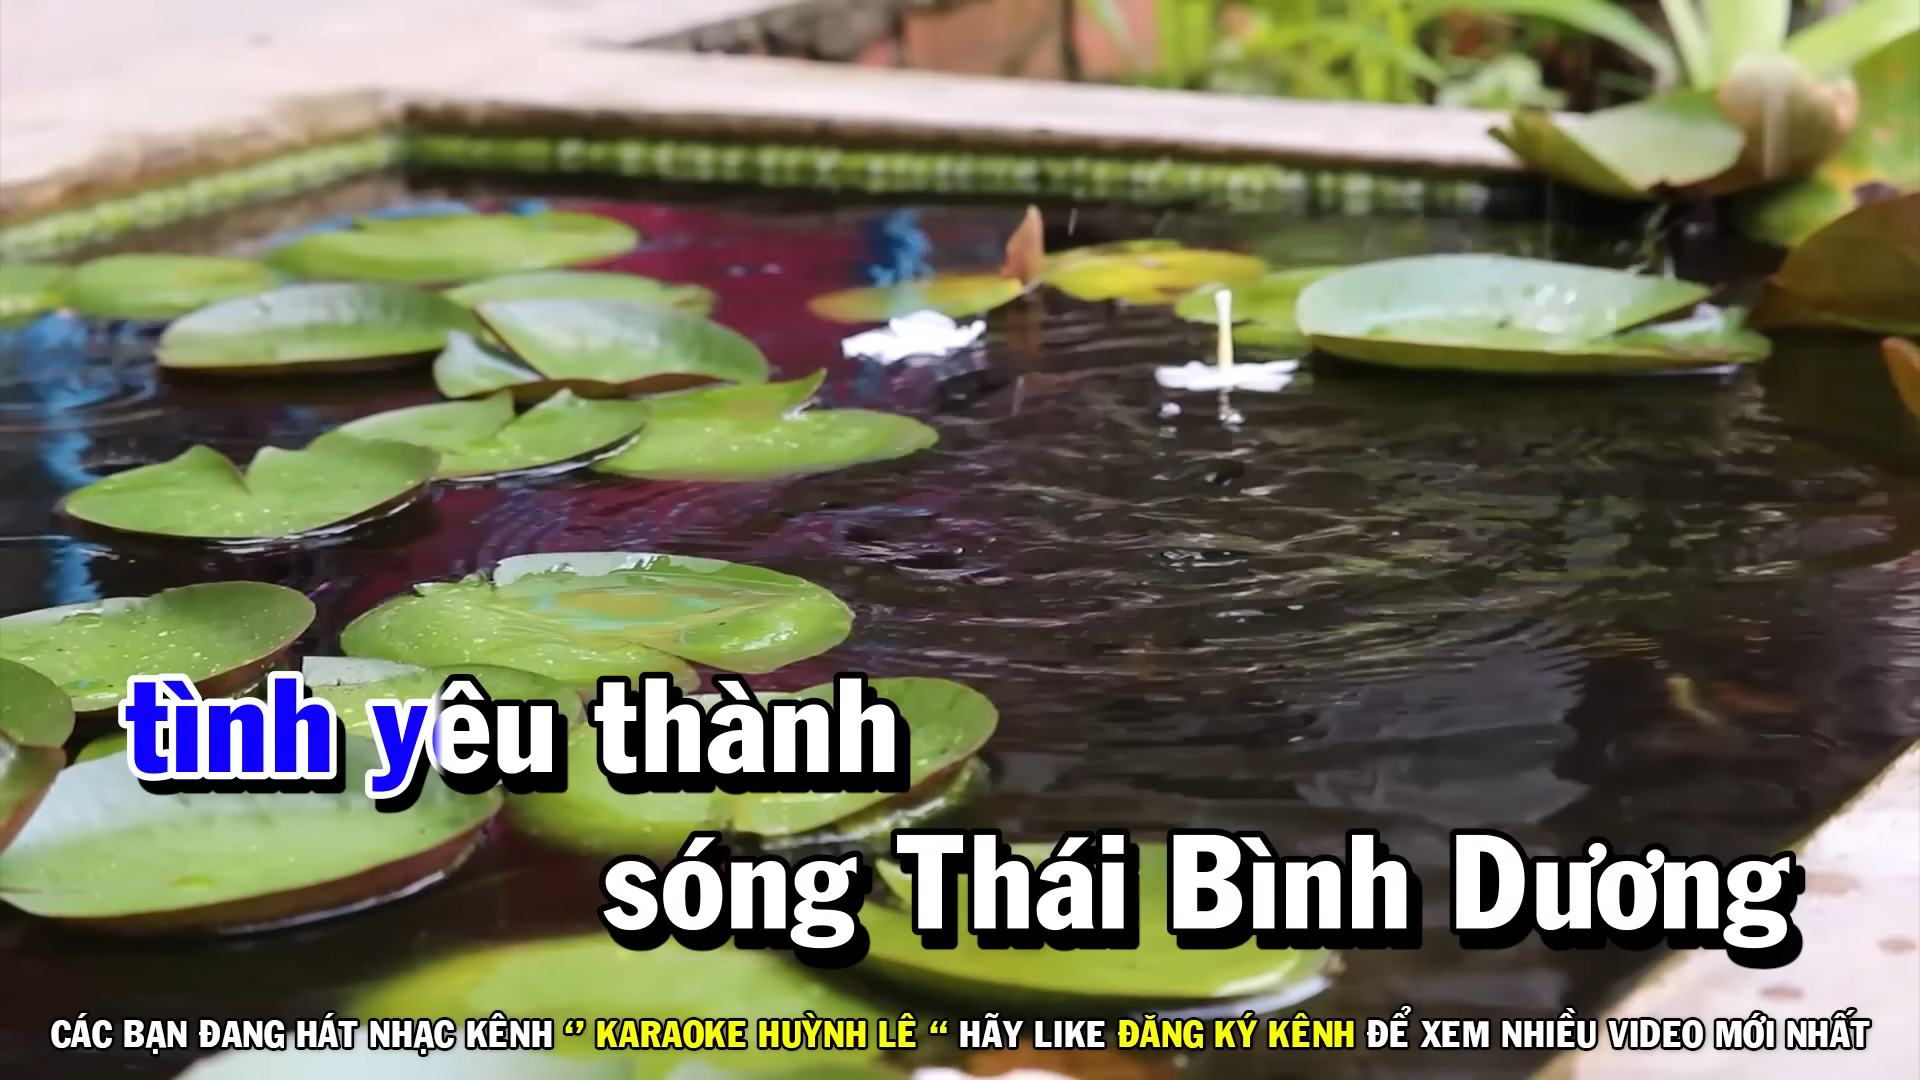 tình yêu thành
sóng Thái Bình Dương
CÁC BẠN ĐANG HÁT NHẠC KÊNH “ KARAOKE HUỲNH LÊ “ HÃY LIKE ĐĂNG KÝ KÊNH ĐỂ XEM NHIỀU VIDEO MỚI NHẤT